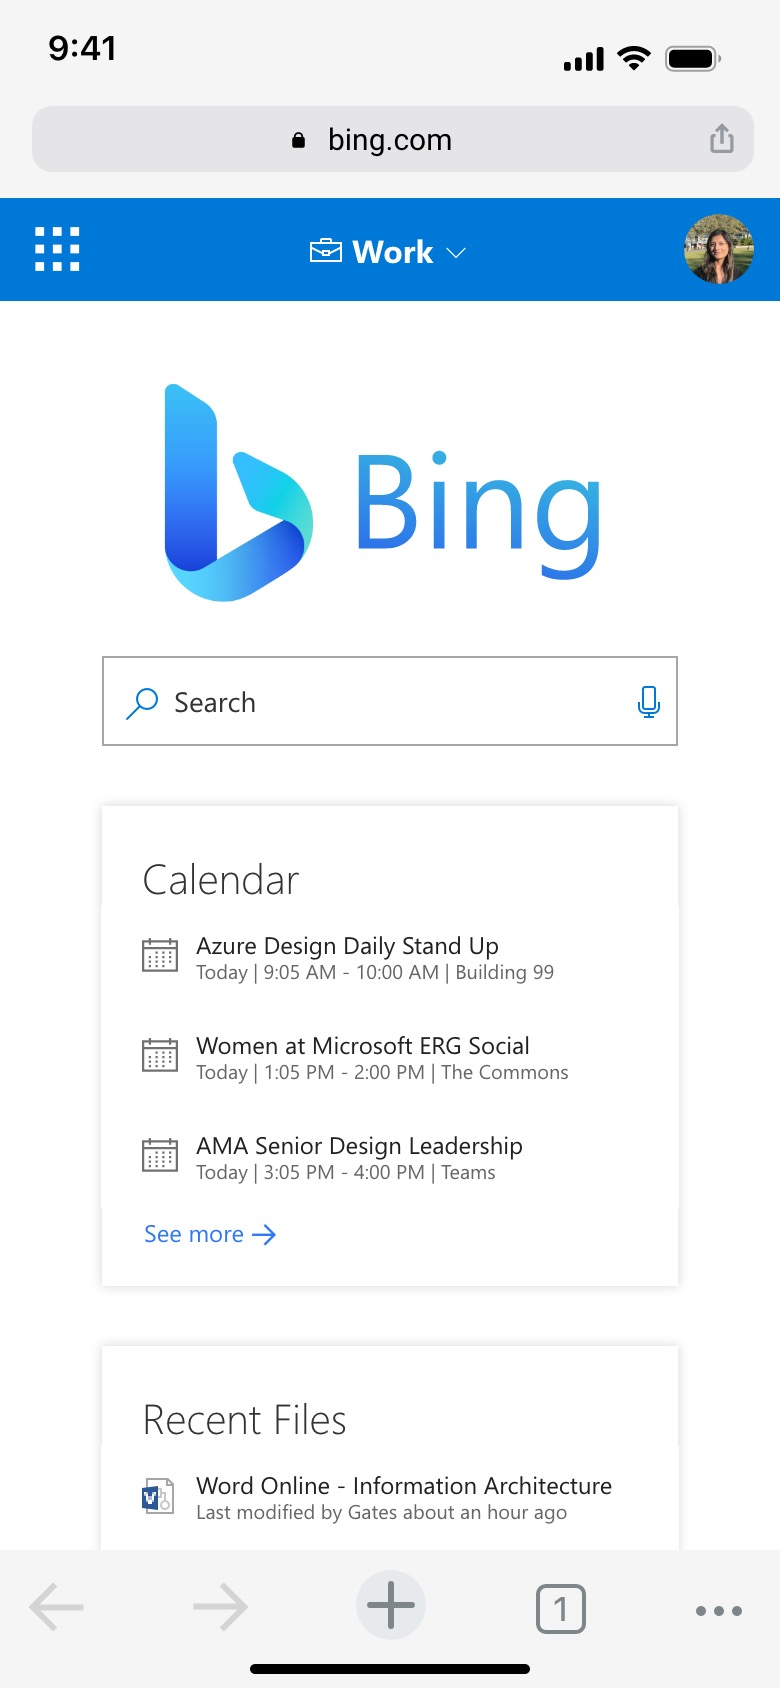 9:41
bing.com
Work
Bing
Search
Calendar
Azure Design Daily Stand Up
Today | 9:05 AM - 10:00 AM | Building 99
Women at Microsoft ERG Social
Today | 1:05 PM - 2:00 PM | The Commons
AMA Senior Design Leadership
Today | 3:05 PM - 4:00 PM | Teams
See more
Recent Files
Word Online - Information Architecture
Last modified by Gates about an hour ago
1